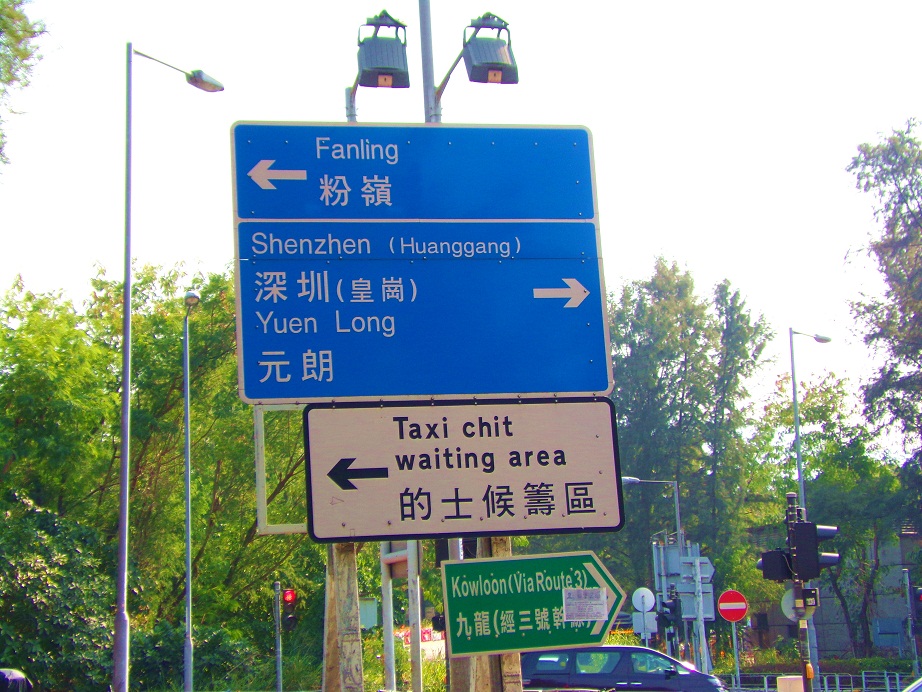 Fanling
粉嶺
Shenzhen (Huanggang)
深圳(皇崗)
Yuen Long
元朗
Taxi chit
waiting area
的士候籌區
Kowloon (Via Route 3)
九龍(經三號幹線)